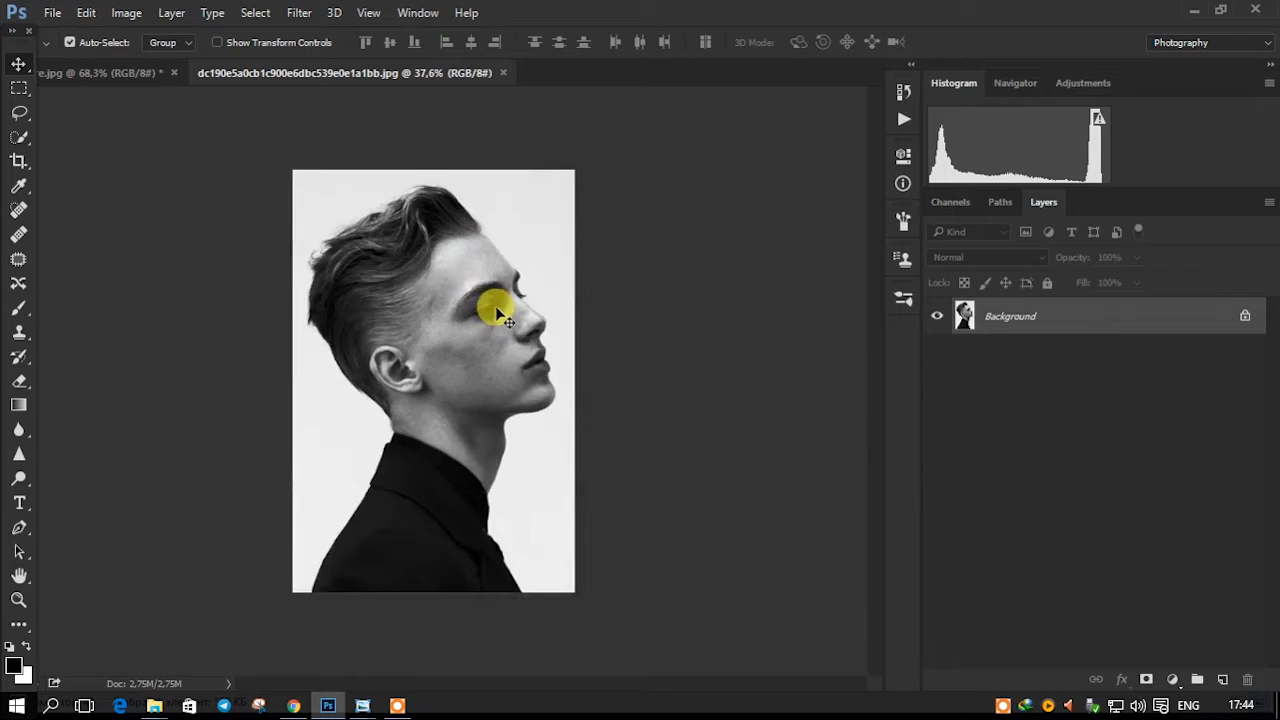 Ps File Edit Image Layer Type Select Filter 3D View Window Help
Auto-Select: Group Show Transform Controls 3D Mode: Photography
e.jpg @ 68,3% (RGB/8#) * × dc190e5a0cb1c900e6dbc539e0e1a1bb.jpg @ 37,6% (RGB/8#) ×
Histogram Navigator Adjustments
Channels Paths Layers
Kind
Normal Opacity: 100%
Lock: Fill: 100%
Background
Doc: 2,75M/2,75M
Ps 17:44